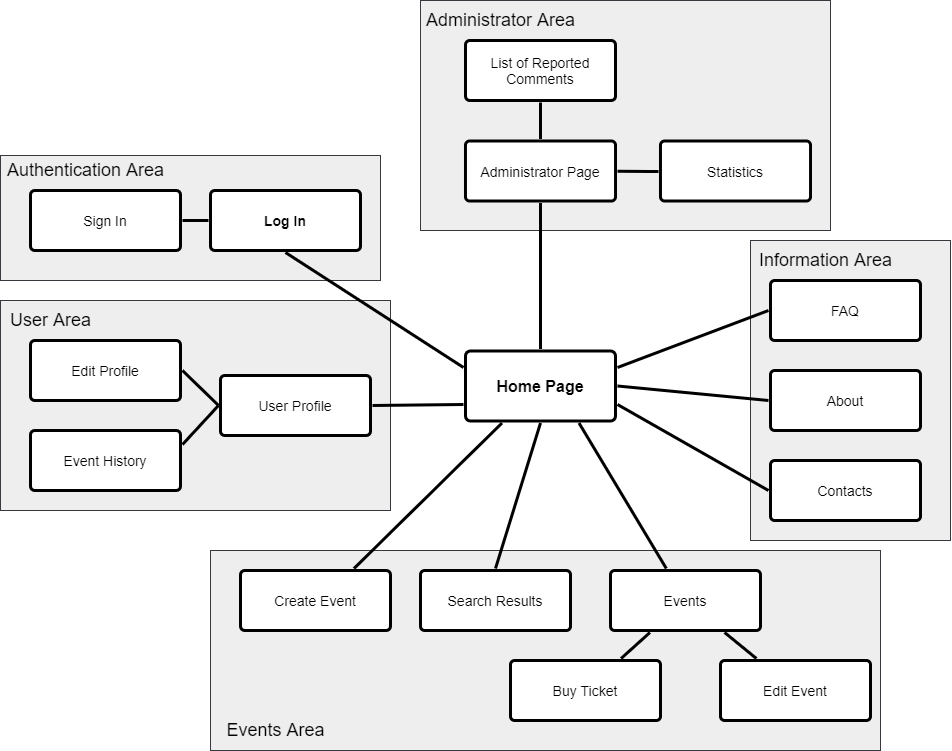 Administrator Area
List of Reported
Comments
Administrator Page
Statistics
Authentication Area
Sign In
Log In
Information Area
FAQ
About
Contacts
User Area
Edit Profile
User Profile
Event History
Home Page
Create Event
Search Results
Events
Buy Ticket
Edit Event
Events Area